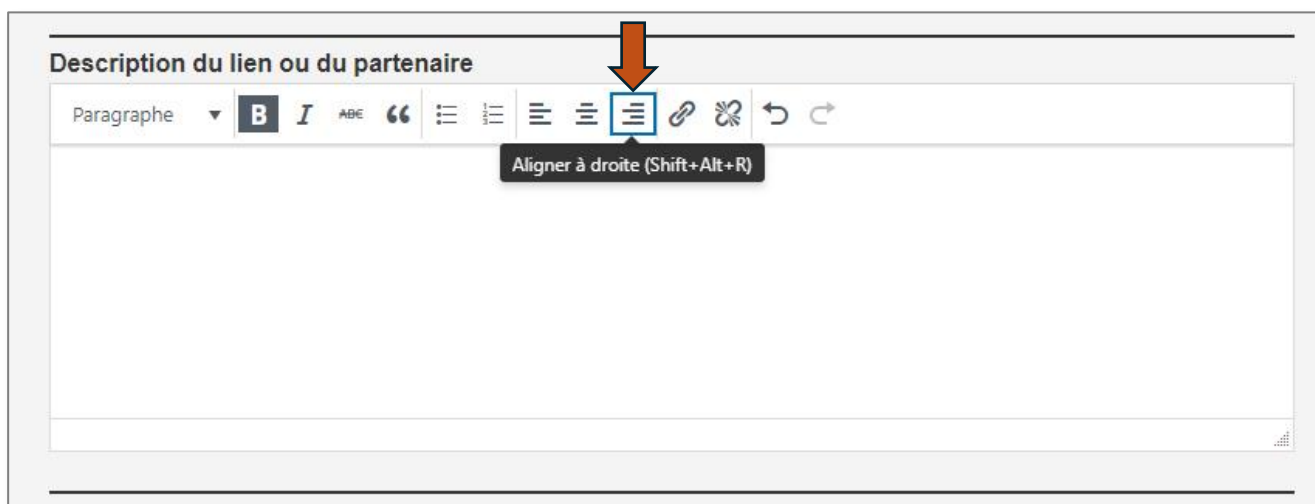 Description du lien ou du partenaire
Paragraphe B I ABC
Aligner à droite (Shift+Alt+R)